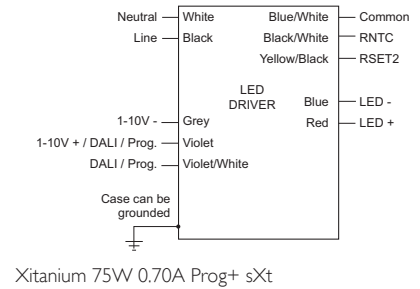 Neutral White Blue/White Common
Line Black Black/White RNTC
Yellow/Black RSET2
LED
DRIVER
Blue LED -
Red LED +
1-10V - Grey
1-10V + / DALI / Prog. Violet
DALI / Prog. Violet/White
Case can be
grounded
Xitanium 75W 0.70A Prog+ sXt